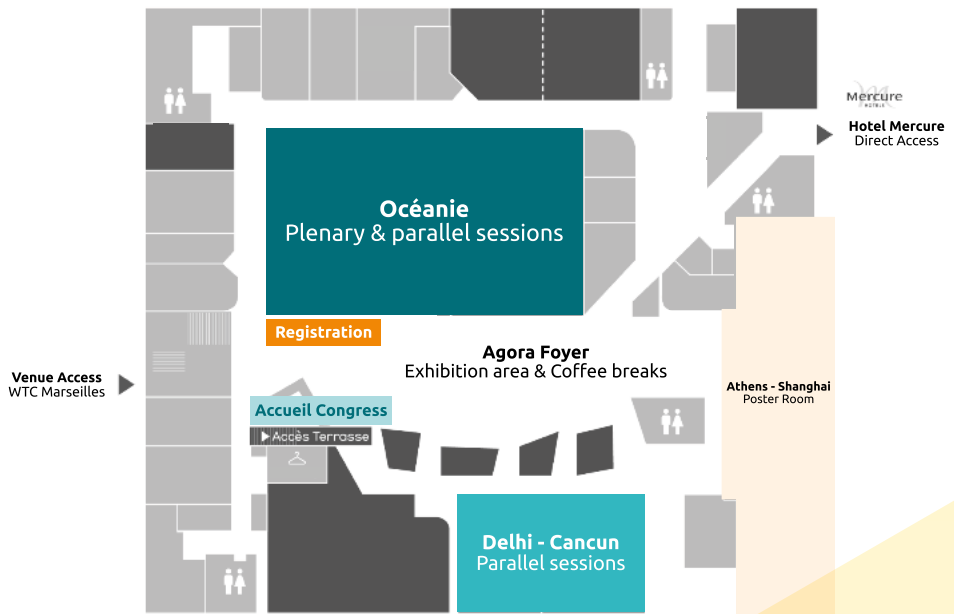 Mercure
HOTELS
Hotel Mercure
Direct Access
Océanie
Plenary & parallel sessions
Registration
Agora Foyer
Exhibition area & Coffee breaks
Venue Access
WTC Marseilles
Athens - Shanghai
Poster Room
Accueil Congress
Accès Terrasse
Delhi - Cancun
Parallel sessions